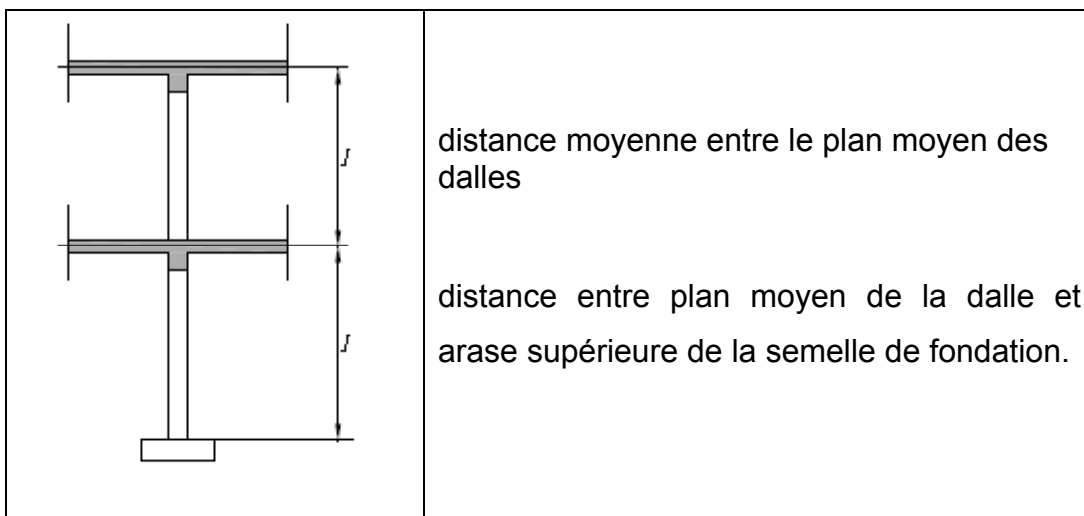 distance moyenne entre le plan moyen des
dalles
distance entre plan moyen de la dalle et
arase supérieure de la semelle de fondation.